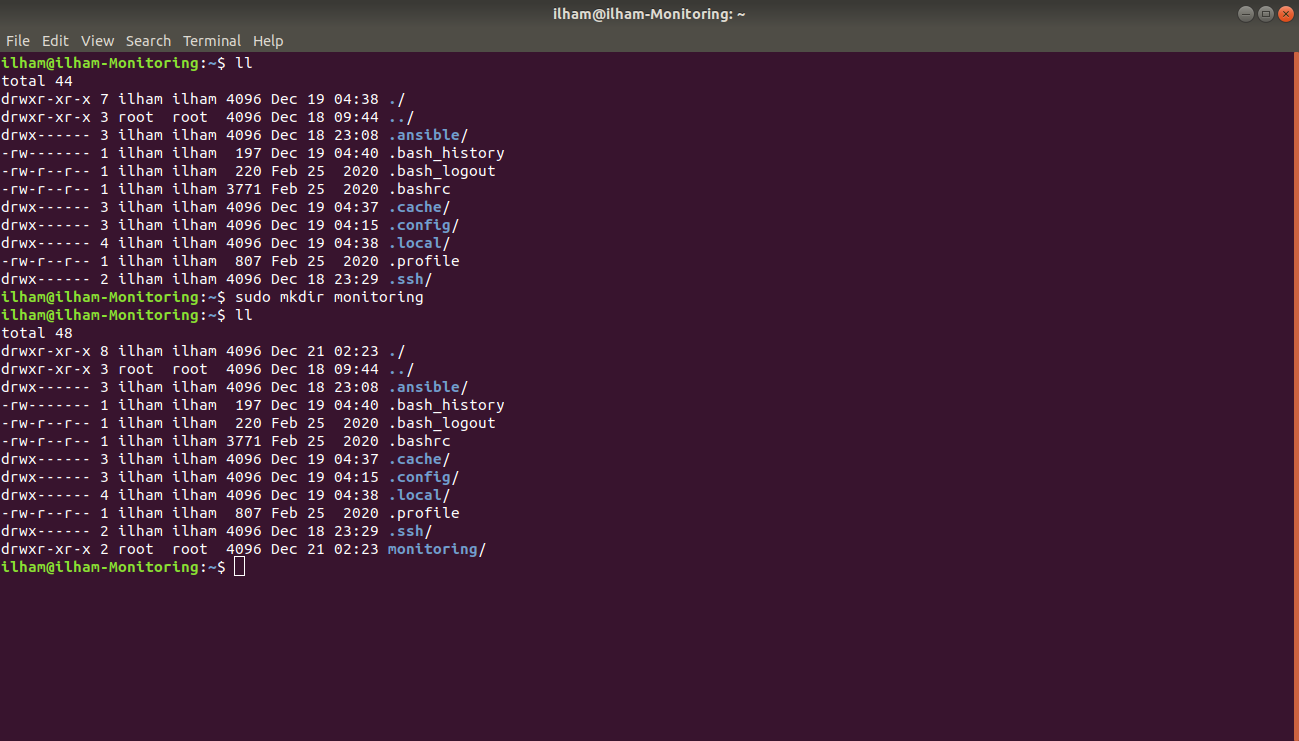 ilham@ilham-Monitoring: ~
File Edit View Search Terminal Help
ilham@ilham-Monitoring:~$ ll
total 44
drwxr-xr-x 7 ilham ilham 4096 Dec 19 04:38 ./
drwxr-xr-x 3 root  root  4096 Dec 18 09:44 ../
drwx------ 3 ilham ilham 4096 Dec 18 23:08 .ansible/
-rw------- 1 ilham ilham  197 Dec 19 04:40 .bash_history
-rw-r--r-- 1 ilham ilham  220 Feb 25  2020 .bash_logout
-rw-r--r-- 1 ilham ilham 3771 Feb 25  2020 .bashrc
drwx------ 3 ilham ilham 4096 Dec 19 04:37 .cache/
drwx------ 3 ilham ilham 4096 Dec 19 04:15 .config/
drwx------ 4 ilham ilham 4096 Dec 19 04:38 .local/
-rw-r--r-- 1 ilham ilham  807 Feb 25  2020 .profile
drwx------ 2 ilham ilham 4096 Dec 18 23:29 .ssh/
ilham@ilham-Monitoring:~$ sudo mkdir monitoring
ilham@ilham-Monitoring:~$ ll
total 48
drwxr-xr-x 8 ilham ilham 4096 Dec 21 02:23 ./
drwxr-xr-x 3 root  root  4096 Dec 18 09:44 ../
drwx------ 3 ilham ilham 4096 Dec 18 23:08 .ansible/
-rw------- 1 ilham ilham  197 Dec 19 04:40 .bash_history
-rw-r--r-- 1 ilham ilham  220 Feb 25  2020 .bash_logout
-rw-r--r-- 1 ilham ilham 3771 Feb 25  2020 .bashrc
drwx------ 3 ilham ilham 4096 Dec 19 04:37 .cache/
drwx------ 3 ilham ilham 4096 Dec 19 04:15 .config/
drwx------ 4 ilham ilham 4096 Dec 19 04:38 .local/
-rw-r--r-- 1 ilham ilham  807 Feb 25  2020 .profile
drwx------ 2 ilham ilham 4096 Dec 18 23:29 .ssh/
drwxr-xr-x 2 root  root  4096 Dec 21 02:23 monitoring/
ilham@ilham-Monitoring:~$